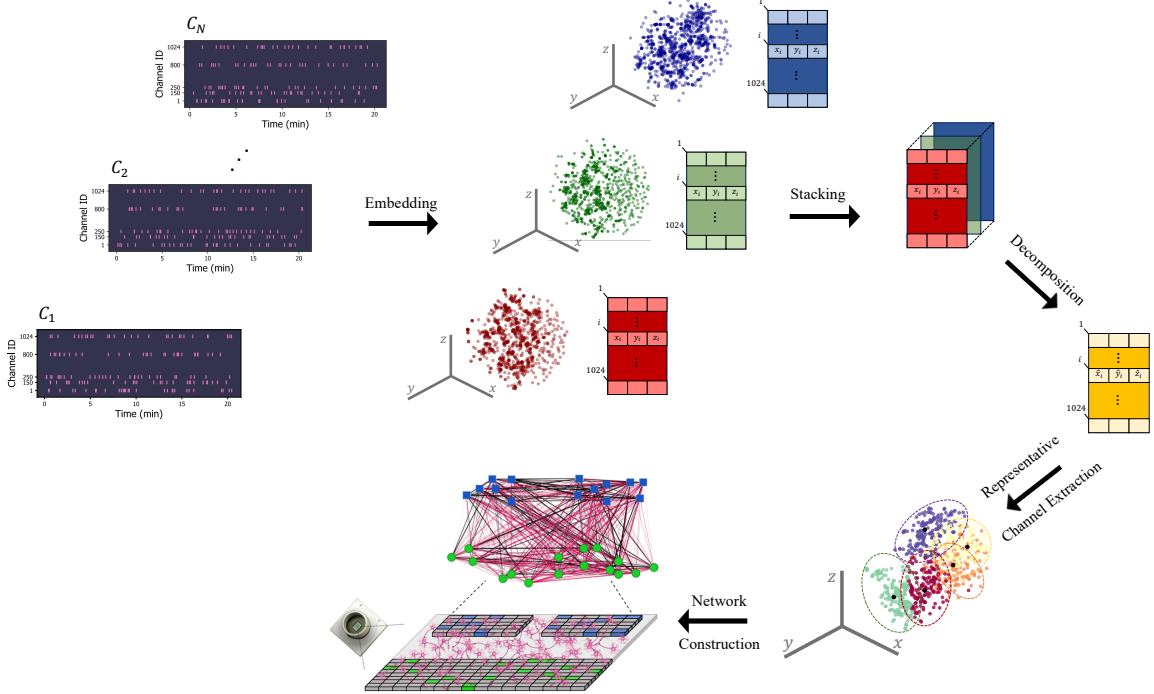 C_N
Channel ID
1024
800
250
150
1
0
5
10
15
20
Time (min)
z
y
x
1
i
x_i y_i z_i
1024
C_2
Channel ID
1024
800
250
150
1
0
5
10
15
20
Time (min)
Embedding
z
y
x
1
i
x_i y_i z_i
1024
Stacking
x_i y_i z_i
Decomposition
C_1
Channel ID
1024
800
250
150
1
0
5
10
15
20
Time (min)
z
y
x
1
i
x_i y_i z_i
1024
1
i
x̃_i ỹ_i z̃_i
1024
Representative
Channel Extraction
z
y
x
Network
Construction